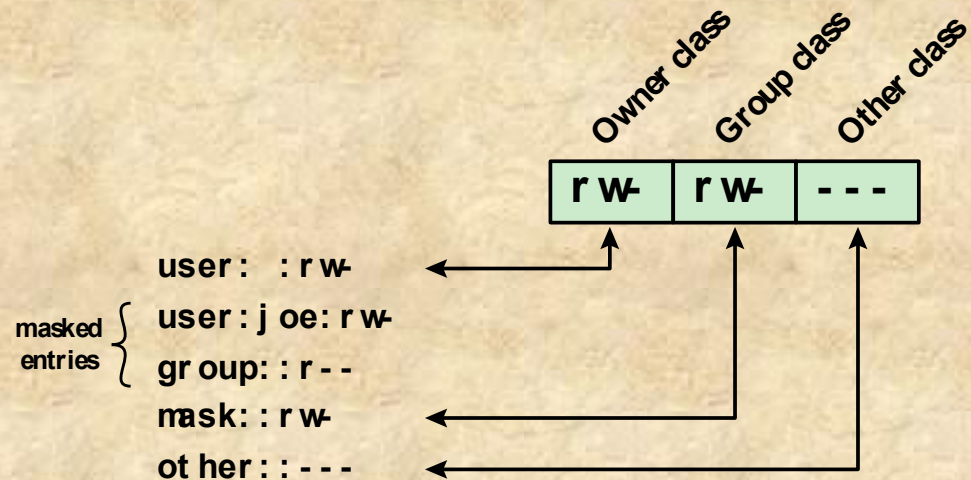 Owner class
Group class
Other class
rw- rw- ---
user: :rw-
masked entries
user:joe:rw-
group::r--
mask::rw-
other::---